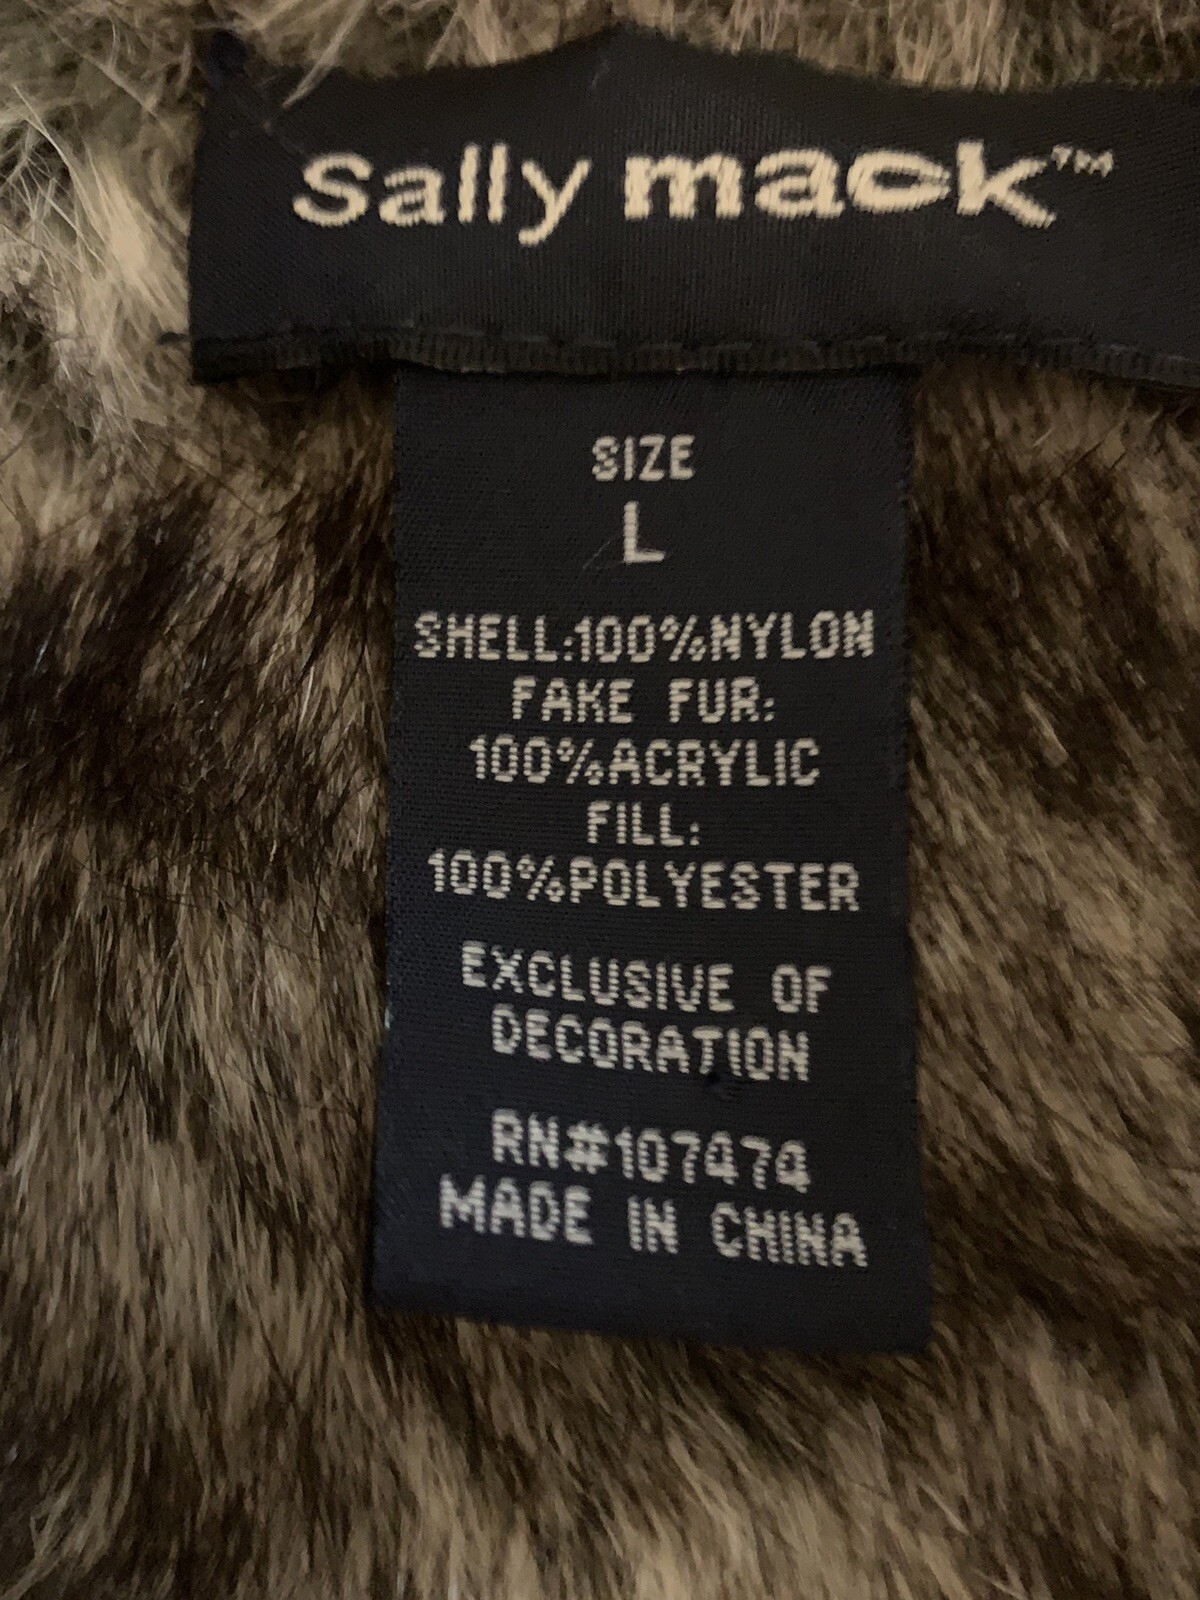 sally mack™
SIZE
L
SHELL:100%NYLON
FAKE FUR:
100%ACRYLIC
FILL:
100%POLYESTER
EXCLUSIVE OF
DECORATION
RN#107474
MADE IN CHINA